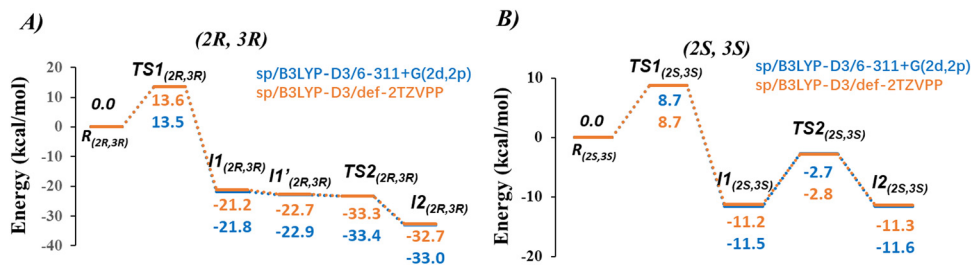 A)
(2R, 3R)
sp/B3LYP-D3/6-311+G(2d,2p)
sp/B3LYP-D3/def-2TZVPP
Energy (kcal/mol)
20
10
0
-10
-20
-30
-40
0.0
R(2R,3R)
TS1(2R,3R)
13.6
13.5
I1(2R,3R)
-21.2
-21.8
I1'(2R,3R)
-22.7
-22.9
TS2(2R,3R)
-33.3
-33.4
I2(2R,3R)
-32.7
-33.0
B)
(2S, 3S)
sp/B3LYP-D3/6-311+G(2d,2p)
sp/B3LYP-D3/def-2TZVPP
Energy (kcal/mol)
10
0
-10
-20
0.0
R(2S,3S)
TS1(2S,3S)
8.7
8.7
I1(2S,3S)
-11.2
-11.5
TS2(2S,3S)
-2.7
-2.8
I2(2S,3S)
-11.3
-11.6